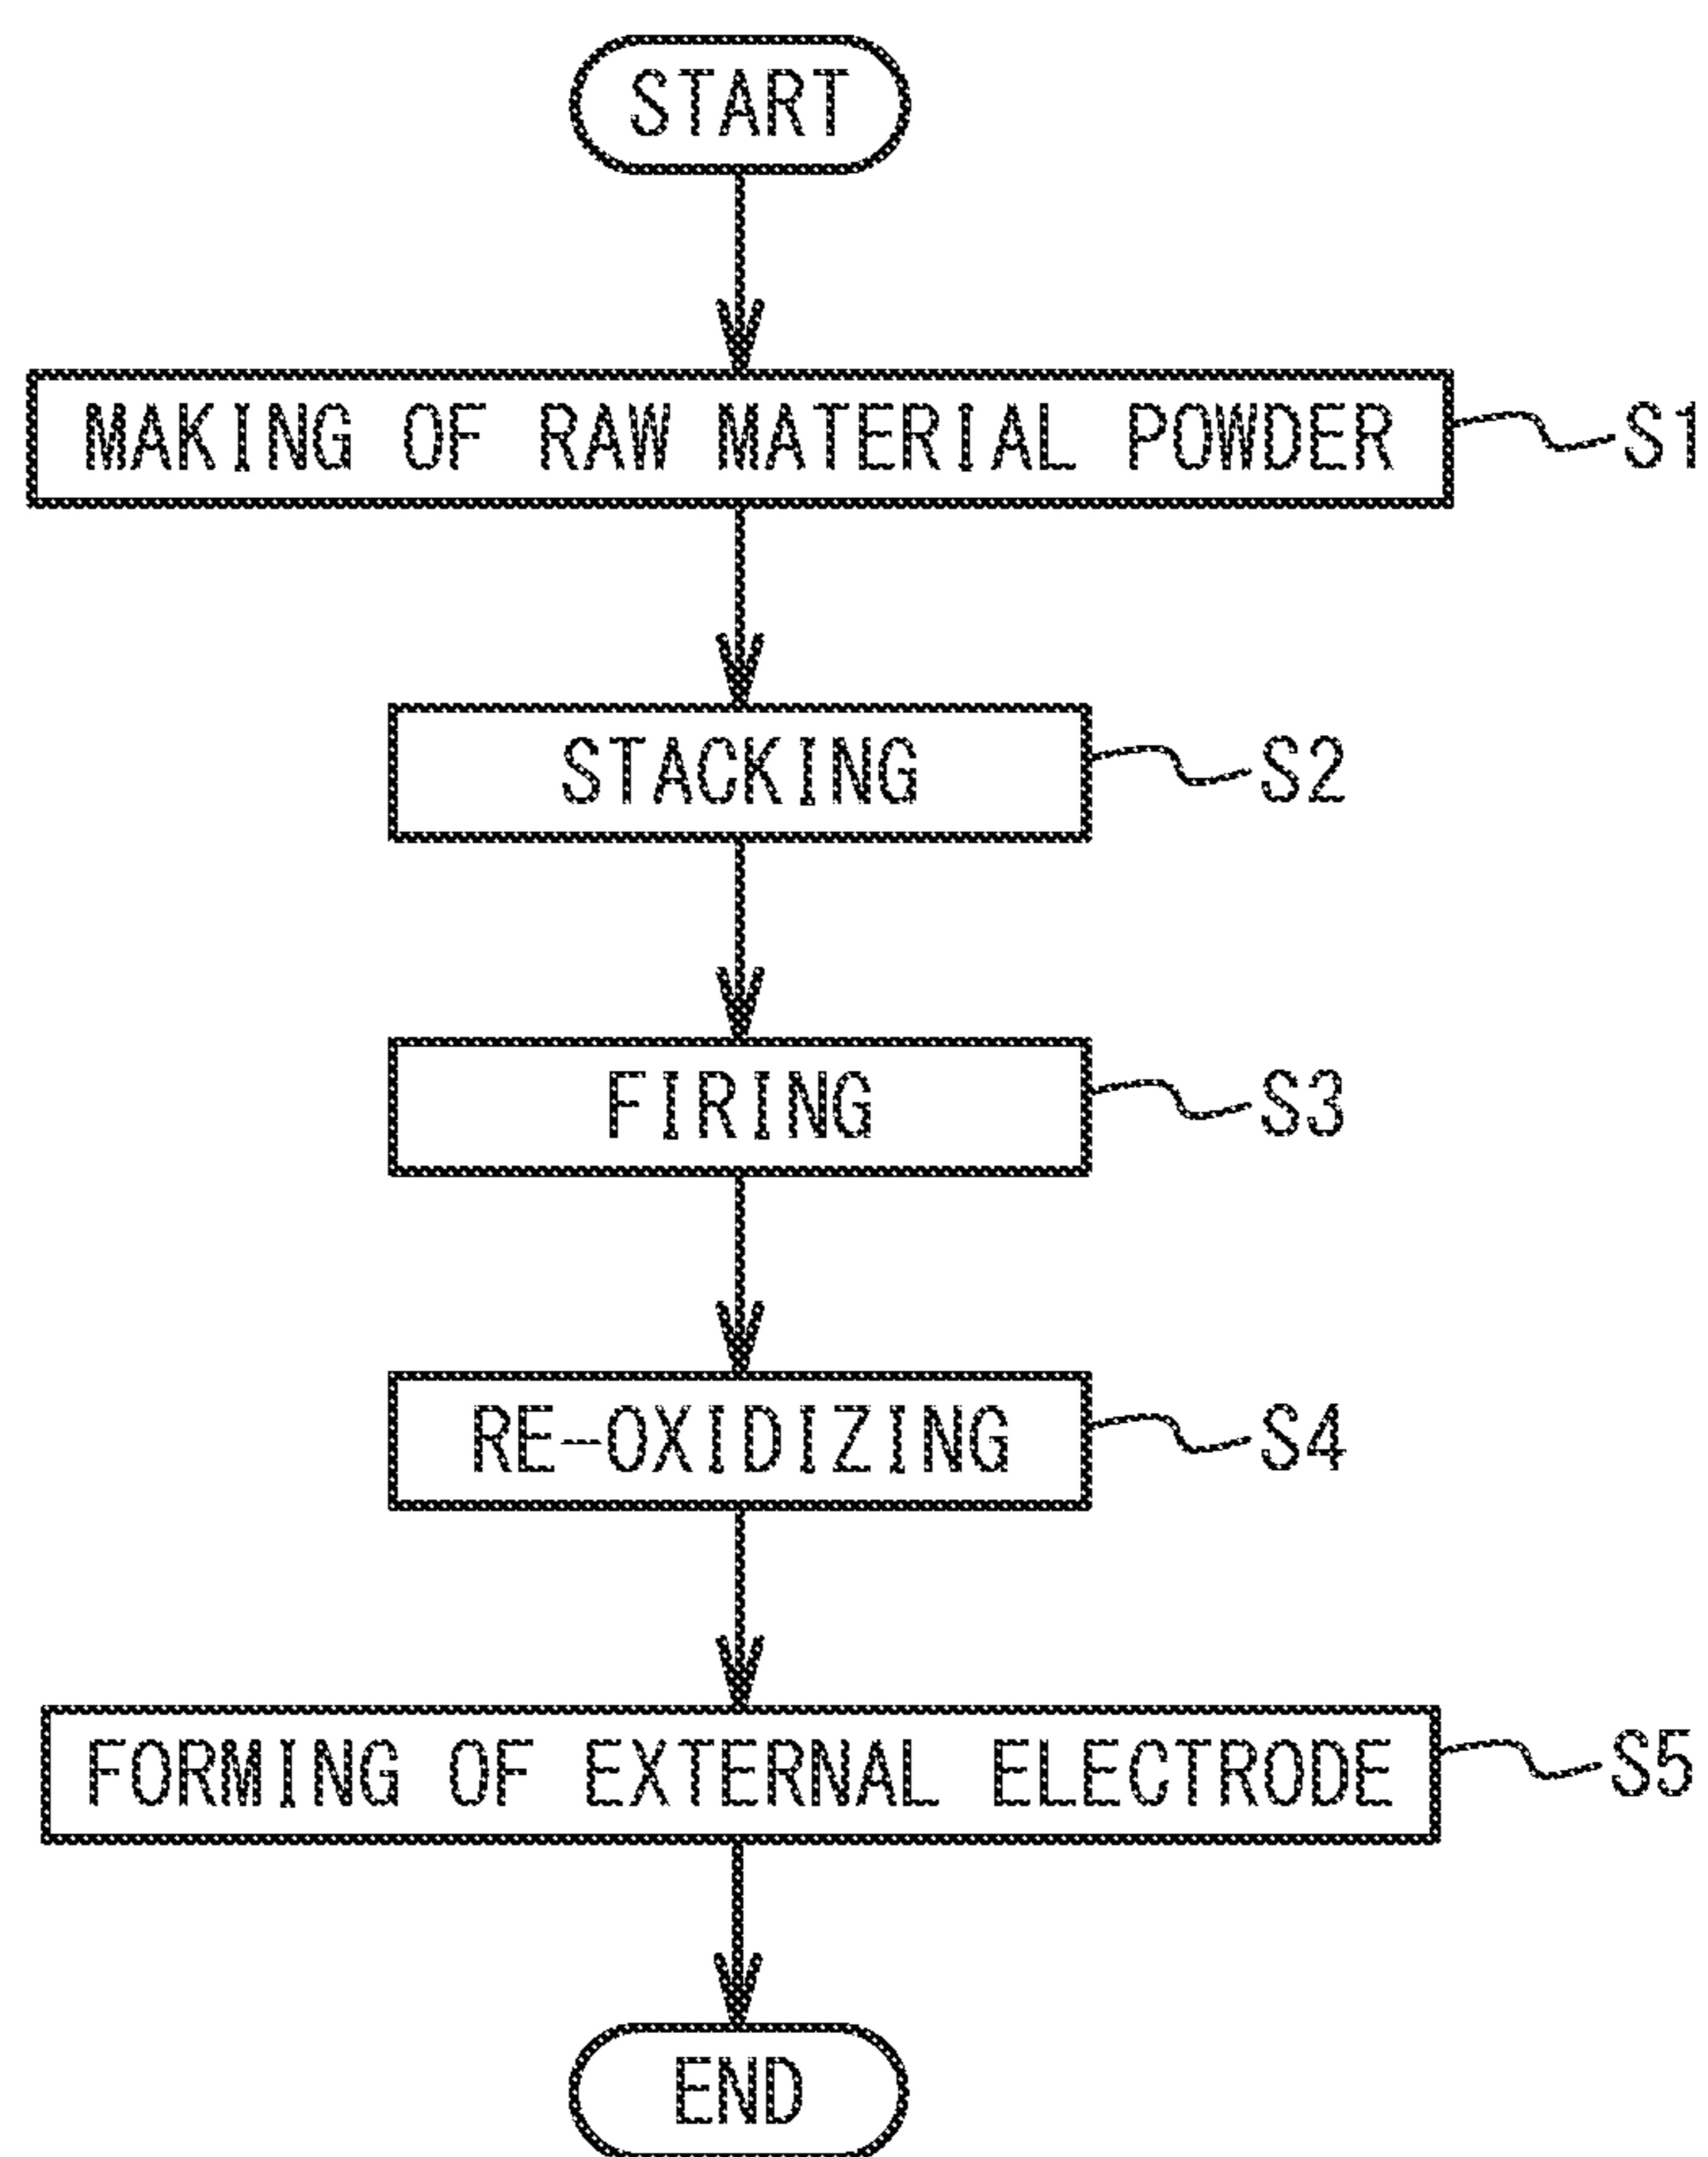 START
MAKING OF RAW MATERIAL POWDER S1
STACKING S2
FIRING S3
RE-OXIDIZING S4
FORMING OF EXTERNAL ELECTRODE S5
END